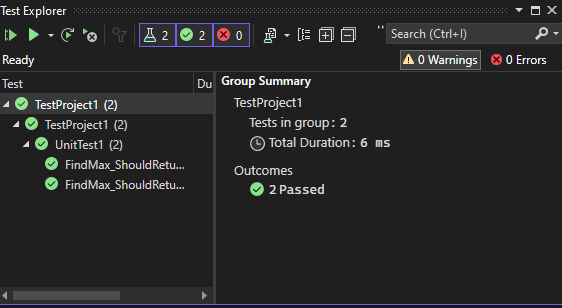 Test Explorer
2 2 0
Search (Ctrl+I)
Ready
0 Warnings
0 Errors
Test Du
TestProject1 (2)
TestProject1 (2)
UnitTest1 (2)
FindMax_ShouldRetu...
FindMax_ShouldRetu...
Group Summary
TestProject1
Tests in group: 2
Total Duration: 6 ms
Outcomes
2 Passed